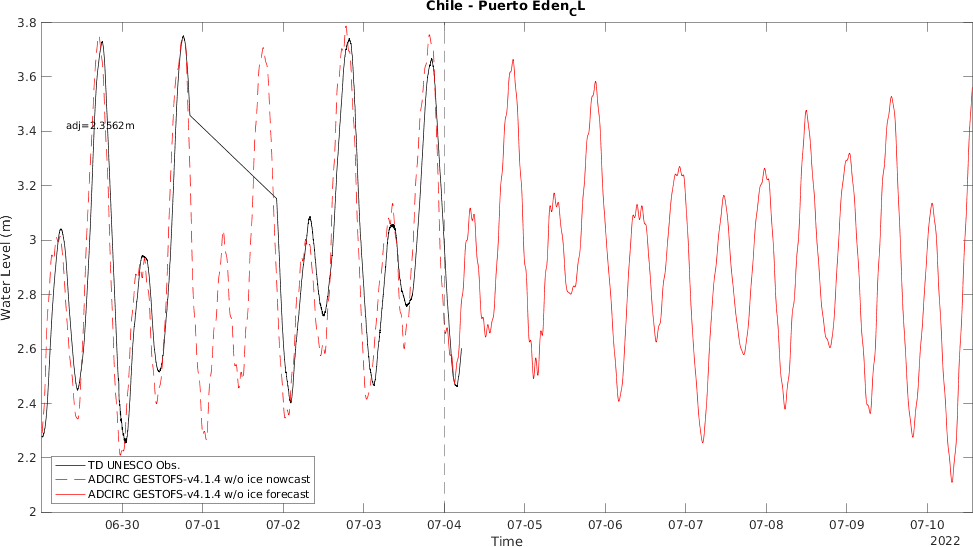 Chile - Puerto Eden_CL
3.8
3.6
3.4
3.2
3
2.8
2.6
2.4
2.2
2
Water Level (m)
adj=2.3562m
TD UNESCO Obs.
ADCIRC GESTOFS-v4.1.4 w/o ice nowcast
ADCIRC GESTOFS-v4.1.4 w/o ice forecast
06-30 07-01 07-02 07-03 07-04 07-05 07-06 07-07 07-08 07-09 07-10
Time
2022